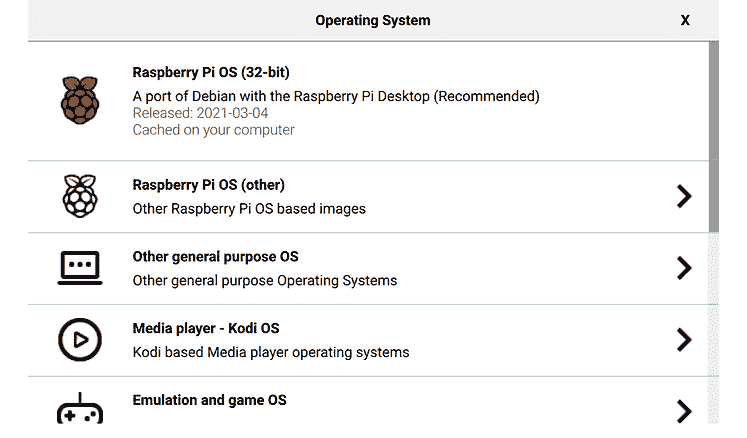 Operating System
X
Raspberry Pi OS (32-bit)
A port of Debian with the Raspberry Pi Desktop (Recommended)
Released: 2021-03-04
Cached on your computer
Raspberry Pi OS (other)
Other Raspberry Pi OS based images
Other general purpose OS
Other general purpose Operating Systems
Media player - Kodi OS
Kodi based Media player operating systems
Emulation and game OS